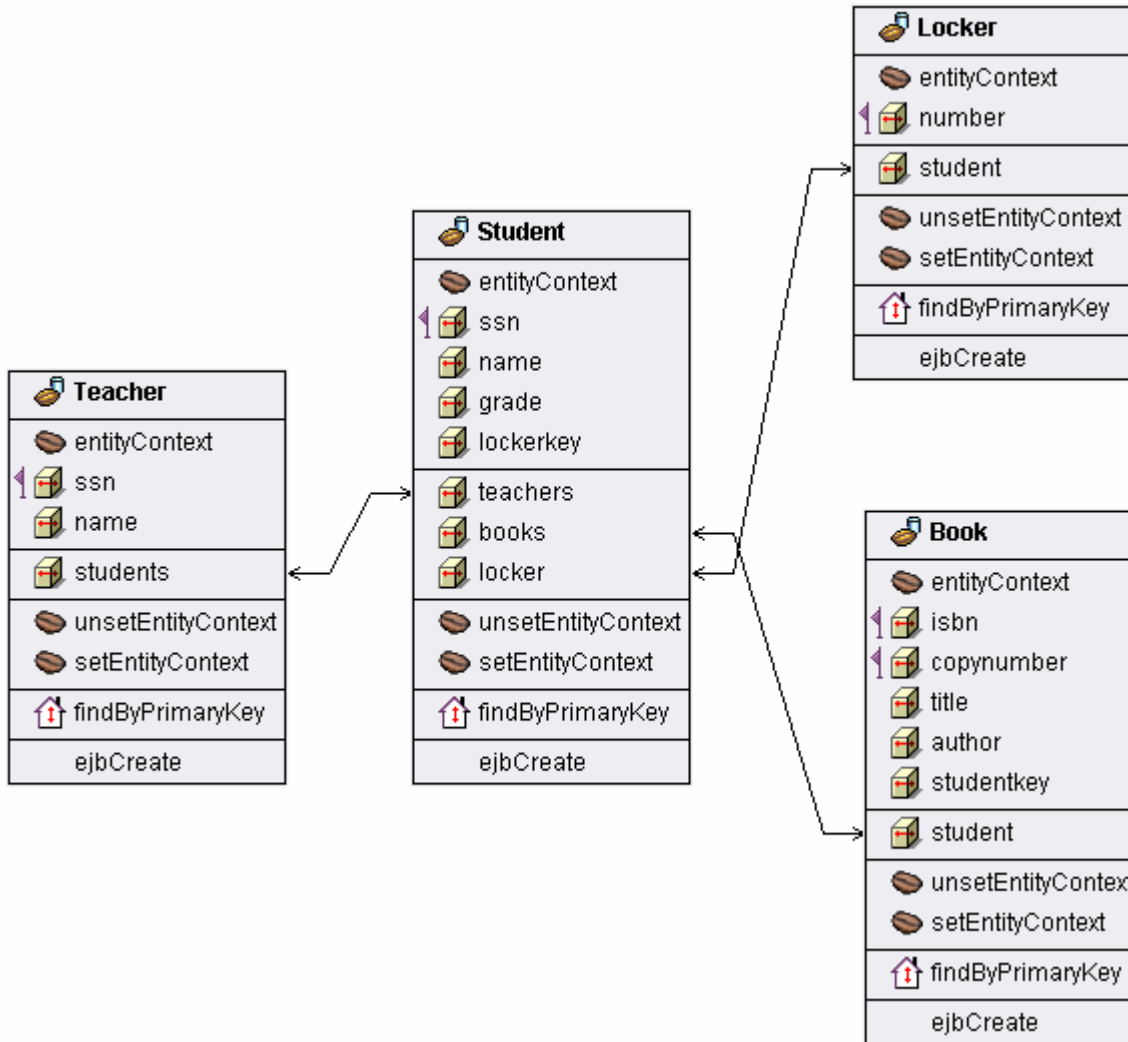 Teacher
entityContext
ssn
name
students
unsetEntityContext
setEntityContext
findByPrimaryKey
ejbCreate
Student
entityContext
ssn
name
grade
lockerkey
teachers
books
locker
unsetEntityContext
setEntityContext
findByPrimaryKey
ejbCreate
Locker
entityContext
number
student
unsetEntityContext
setEntityContext
findByPrimaryKey
ejbCreate
Book
entityContext
isbn
copynumber
title
author
studentkey
student
unsetEntityContex
setEntityContext
findByPrimaryKey
ejbCreate